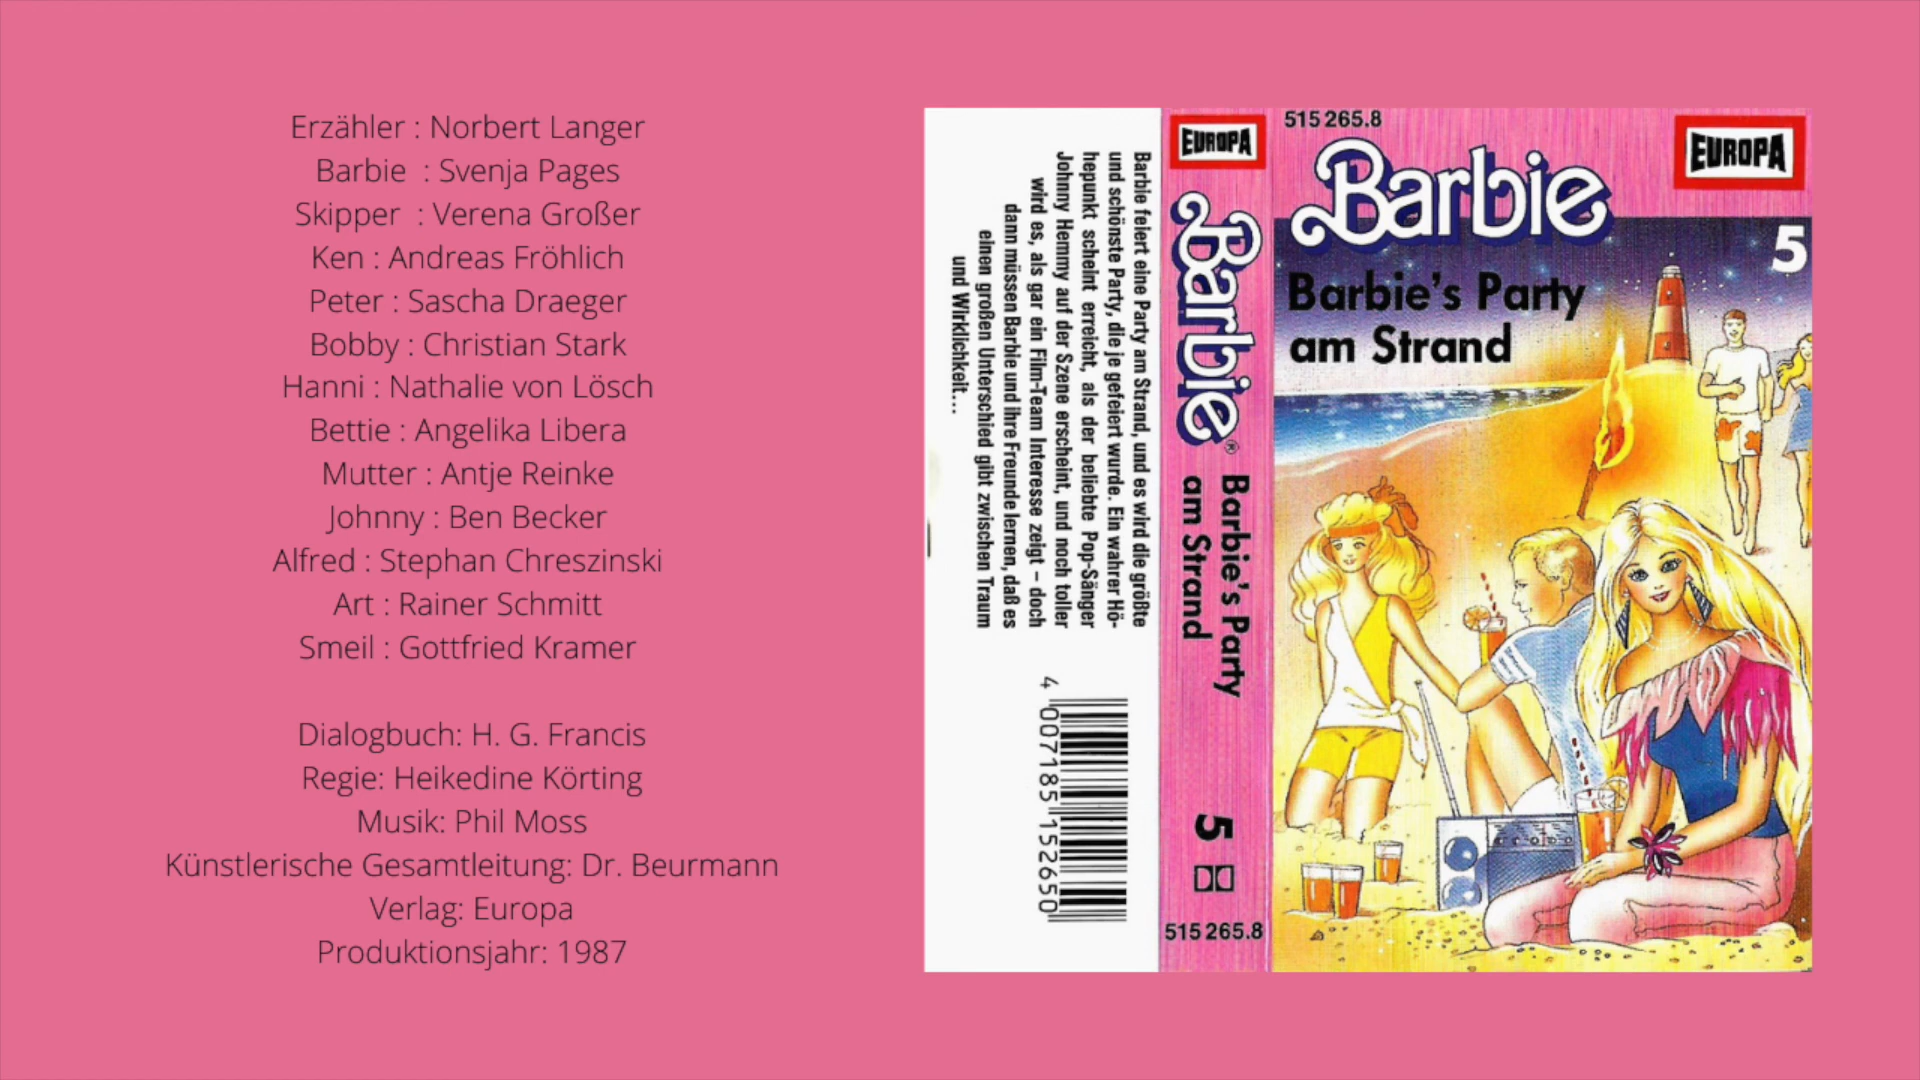 Erzähler : Norbert Langer
Barbie : Svenja Pages
Skipper : Verena Großer
Ken : Andreas Fröhlich
Peter : Sascha Draeger
Bobby : Christian Stark
Hanni : Nathalie von Lösch
Bettie : Angelika Libera
Mutter : Antje Reinke
Johnny : Ben Becker
Alfred : Stephan Chreszinski
Art : Rainer Schmitt
Smeil : Gottfried Kramer
Dialogbuch: H. G. Francis
Regie: Heikedine Körting
Musik: Phil Moss
Künstlerische Gesamtleitung: Dr. Beurmann
Verlag: Europa
Produktionsjahr: 1987
Barbie feiert eine Party am Strand, und es wird die größte
und schönste Party, die je gefeiert wurde. Ein wahrer Hö-
hepunkt scheint erreicht, als der beliebte Pop-Sänger
Johnny Hemmy auf der Szene erscheint, und noch toller
wird es, als gar ein Film-Team Interesse zeigt – doch
dann müssen Barbie und ihre Freunde lernen, daß es
einen großen Unterschied gibt zwischen Traum
und Wirklichkeit...
4 007185 152650
EUROPA
Barbie®
Barbie's Party
am Strand
5
515 265.8
515 265.8
EUROPA
Barbie
5
Barbie's Party
am Strand